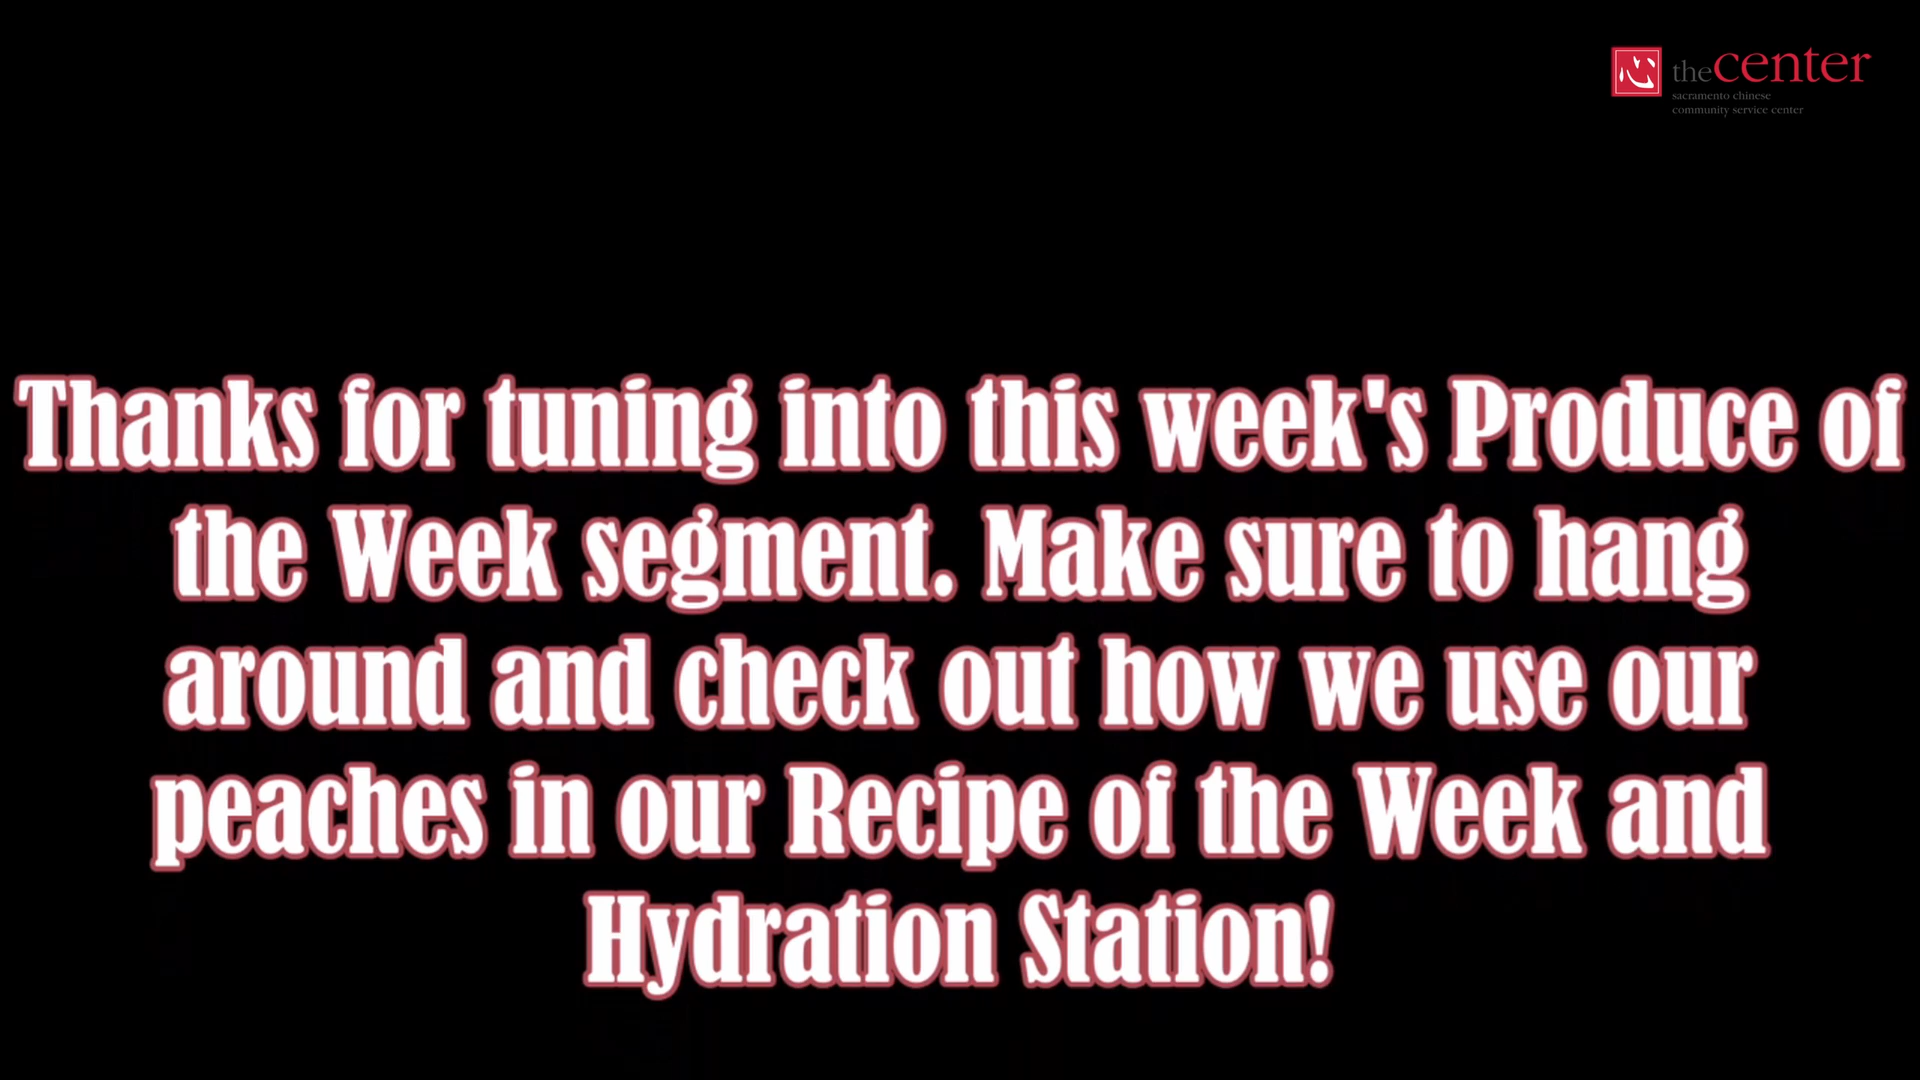 心 thecenter
sacramento chinese
community service center
Thanks for tuning into this week's Produce of
the Week segment. Make sure to hang
around and check out how we use our
peaches in our Recipe of the Week and
Hydration Station!